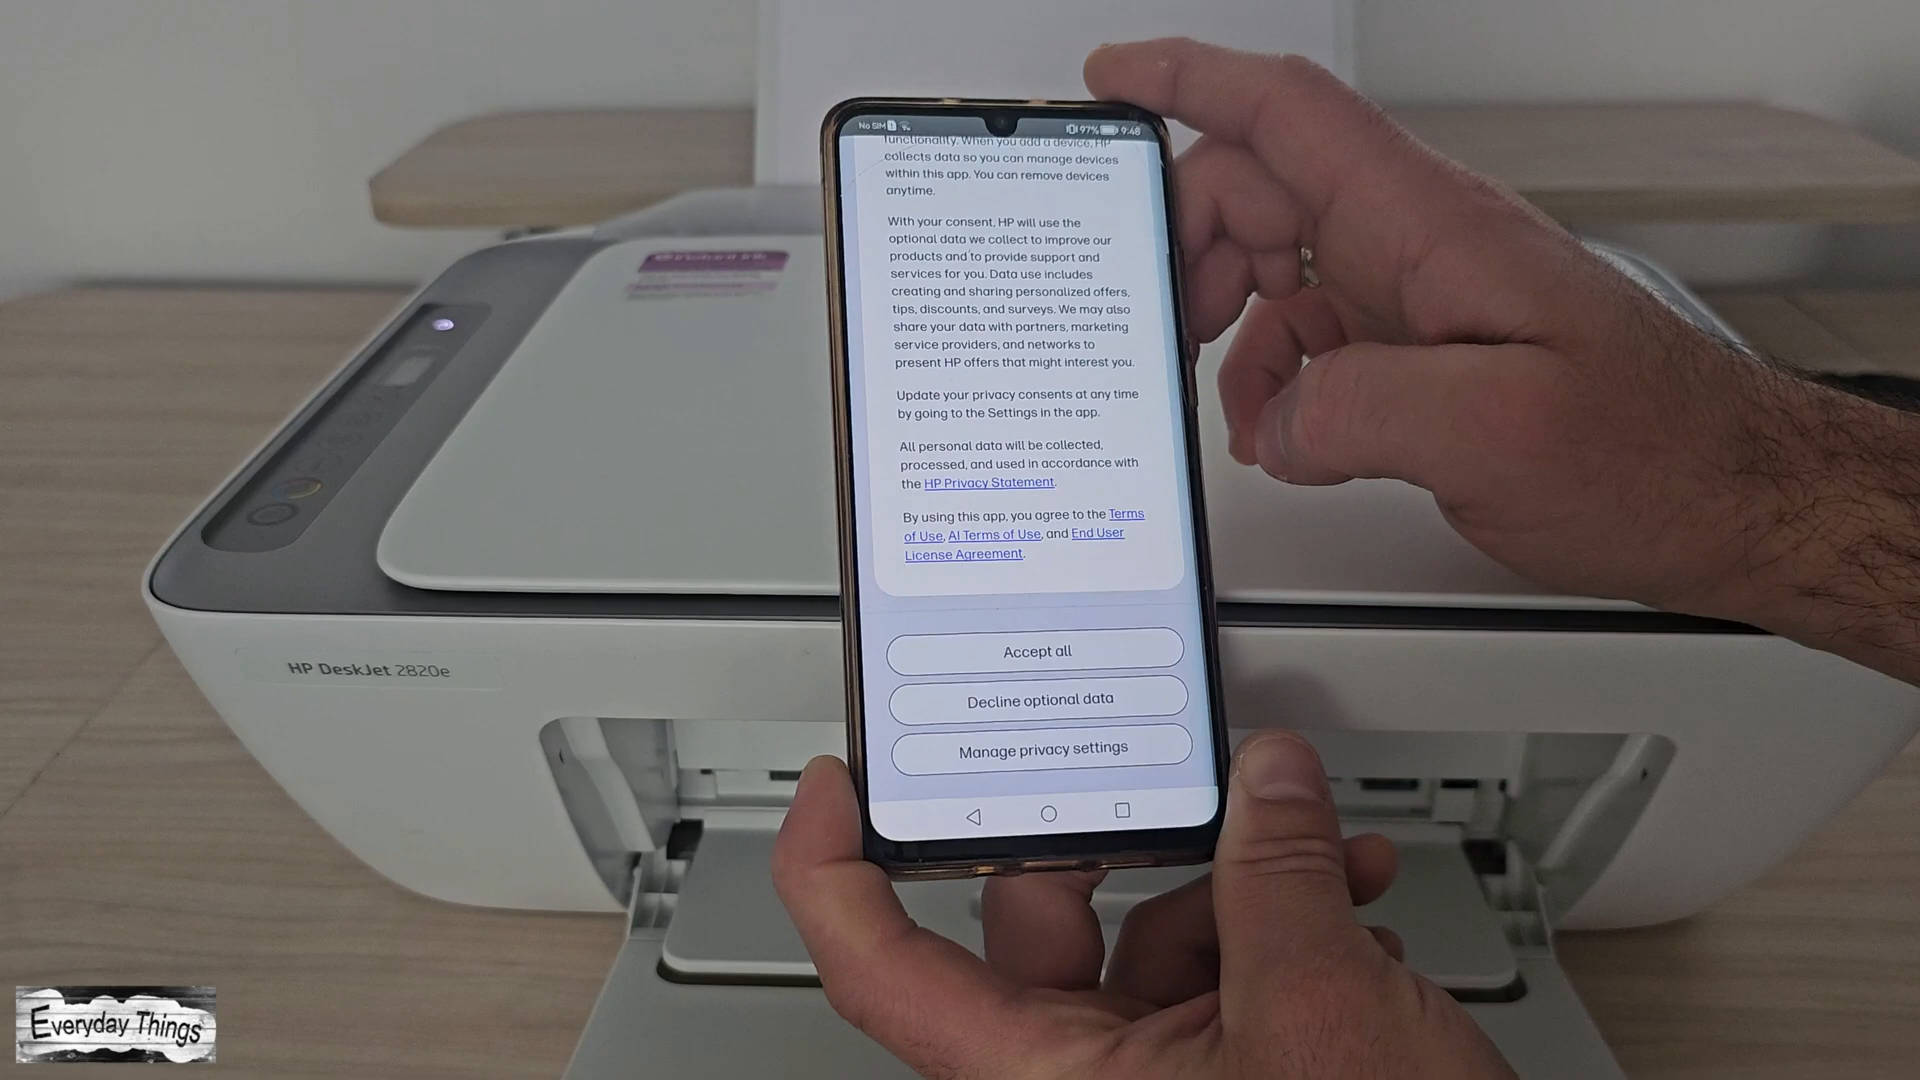 No SIM
97%
9:48
functionality. When you add a device, HP
collects data so you can manage devices
within this app. You can remove devices
anytime.
With your consent, HP will use the
optional data we collect to improve our
products and to provide support and
services for you. Data use includes
creating and sharing personalized offers,
tips, discounts, and surveys. We may also
share your data with partners, marketing
service providers, and networks to
present HP offers that might interest you.
Update your privacy consents at any time
by going to the Settings in the app.
All personal data will be collected,
processed, and used in accordance with
the HP Privacy Statement.
By using this app, you agree to the Terms
of Use, AI Terms of Use, and End User
License Agreement.
Accept all
Decline optional data
Manage privacy settings
HP DeskJet 2820e
Everyday Things